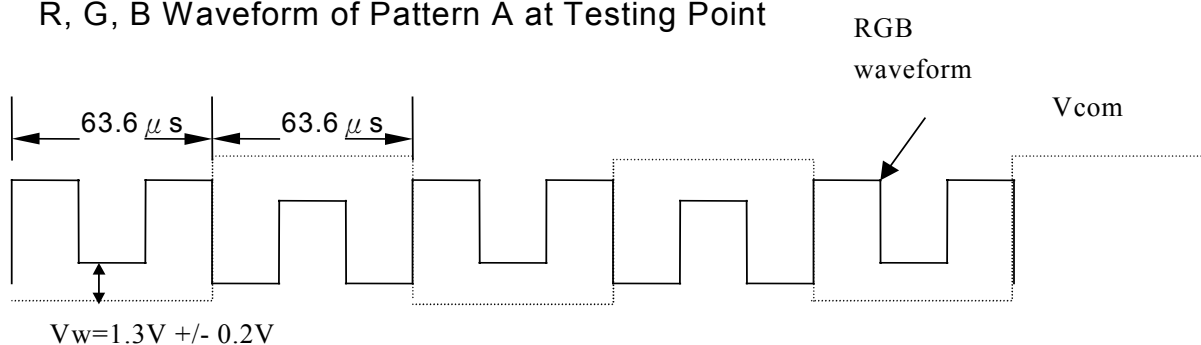 R, G, B Waveform of Pattern A at Testing Point
RGB
waveform
Vcom
63.6 μ s
63.6 μ s
Vw=1.3V +/- 0.2V